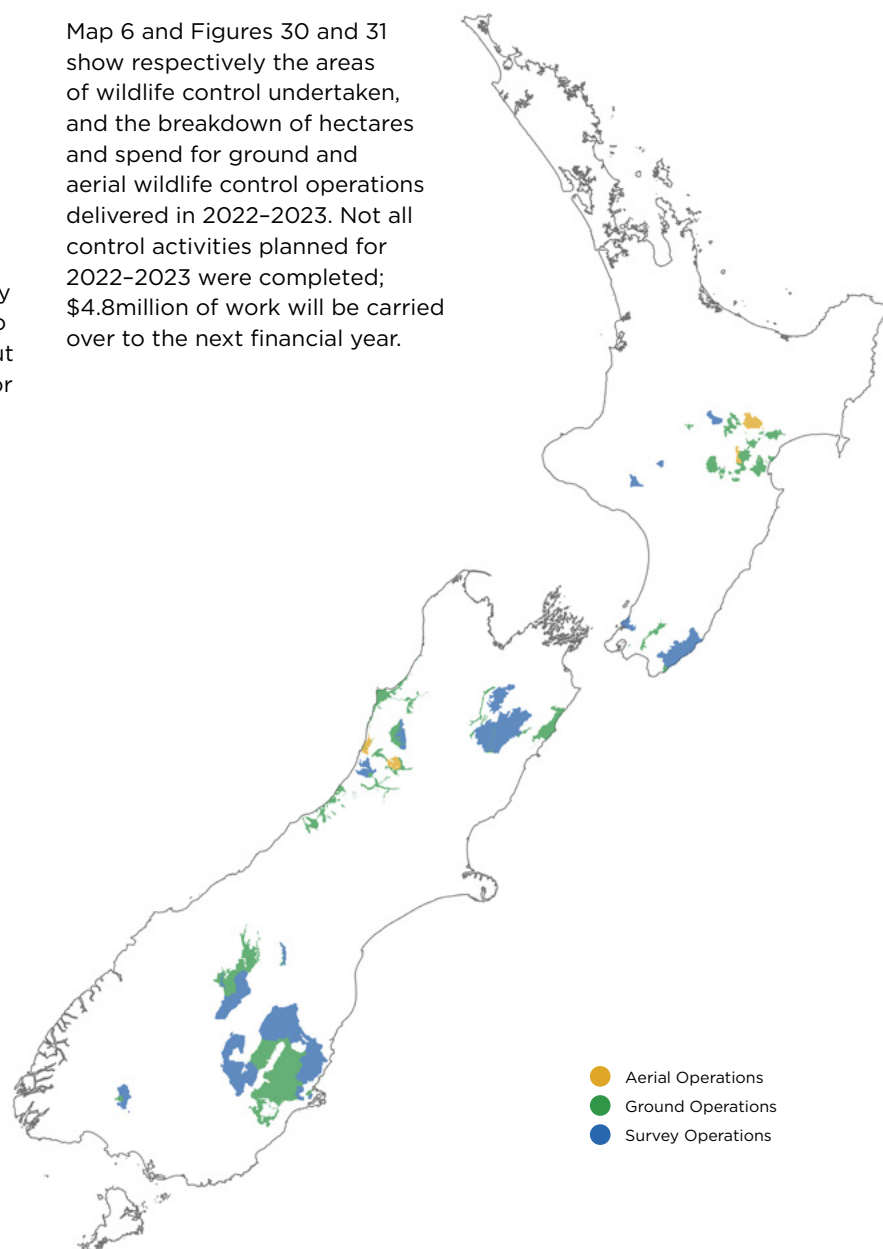 Map 6 and Figures 30 and 31
show respectively the areas
of wildlife control undertaken,
and the breakdown of hectares
and spend for ground and
aerial wildlife control operations
delivered in 2022–2023. Not all
control activities planned for
2022–2023 were completed;
$4.8million of work will be carried
over to the next financial year.
Aerial Operations
Ground Operations
Survey Operations